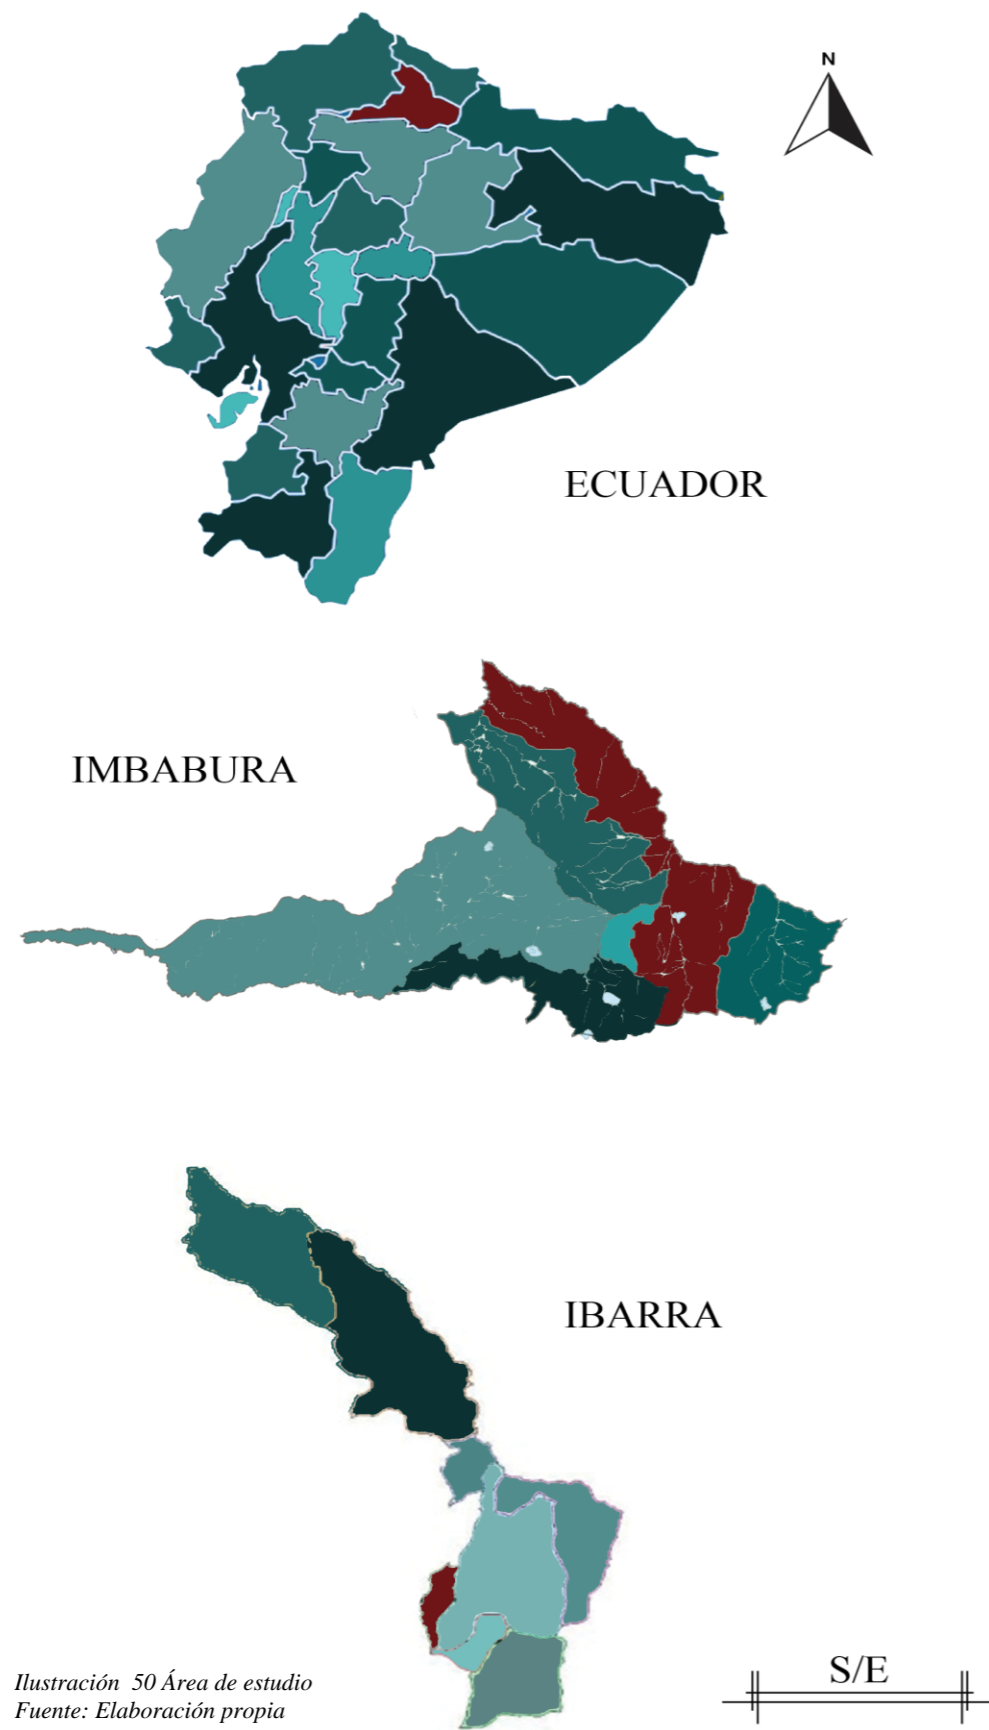 N
ECUADOR
IMBABURA
IBARRA
Ilustración 50 Área de estudio
Fuente: Elaboración propia
S/E